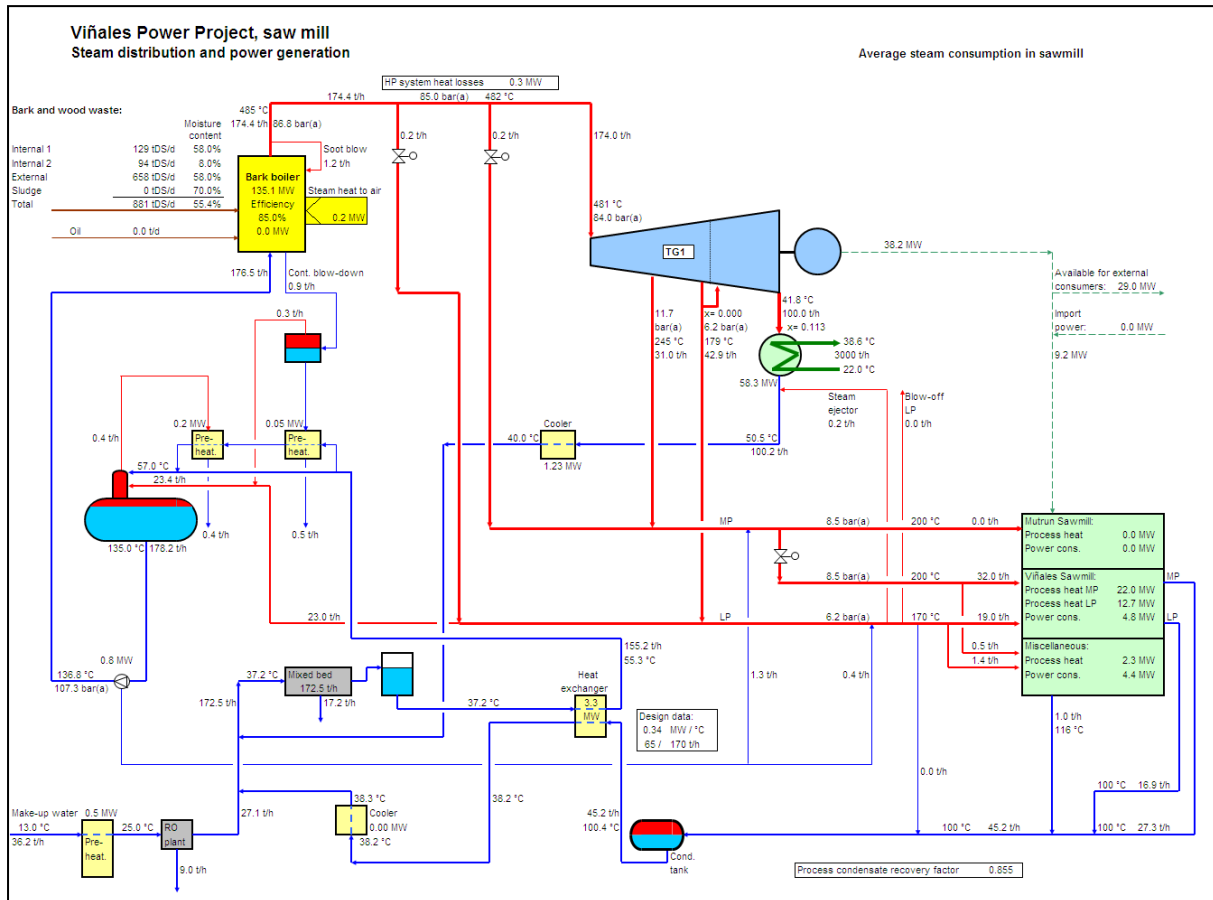 Viñales Power Project, saw mill
Steam distribution and power generation
Average steam consumption in sawmill
HP system heat losses 0.3 MW
174.4 t/h 85.0 bar(a) 482 °C
Bark and wood waste:
485 °C
174.4 t/h 86.8 bar(a)
Moisture
content
Internal 1 129 tDS/d 58.0%
Internal 2 94 tDS/d 8.0%
External 658 tDS/d 58.0%
Sludge 0 tDS/d 70.0%
Total 881 tDS/d 55.4%
Oil 0.0 t/d
Soot blow
1.2 t/h
Bark boiler
135.1 MW
Efficiency
85.0%
0.0 MW
Steam heat to air
0.2 MW
0.2 t/h
0.2 t/h
174.0 t/h
481 °C
84.0 bar(a)
TG1
38.2 MW
Available for external
consumers: 29.0 MW
Import
power: 0.0 MW
9.2 MW
176.5 t/h
Cont. blow-down
0.9 t/h
0.3 t/h
11.7
bar(a)
245 °C
31.0 t/h
x= 0.000
6.2 bar(a)
179 °C
42.9 t/h
41.8 °C
100.0 t/h
x= 0.113
38.6 °C
3000 t/h
22.0 °C
58.3 MW
Steam
ejector
0.2 t/h
Blow-off
LP
0.0 t/h
0.2 MW
0.05 MW
Pre-
heat.
Pre-
heat.
0.4 t/h
57.0 °C
23.4 t/h
40.0 °C
Cooler
1.23 MW
50.5 °C
100.2 t/h
0.4 t/h
0.5 t/h
135.0 °C 178.2 t/h
MP 8.5 bar(a) 200 °C 0.0 t/h
8.5 bar(a) 200 °C 32.0 t/h
LP 6.2 bar(a) 170 °C 19.0 t/h
Mutrun Sawmill:
Process heat 0.0 MW
Power cons. 0.0 MW
Viñales Sawmill:
Process heat MP 22.0 MW
Process heat LP 12.7 MW
Power cons. 4.8 MW
Miscellaneous:
Process heat 2.3 MW
Power cons. 4.4 MW
MP
LP
23.0 t/h
0.5 t/h
1.4 t/h
155.2 t/h
55.3 °C
0.8 MW
136.8 °C
107.3 bar(a)
37.2 °C
Mixed bed
172.5 t/h
172.5 t/h
17.2 t/h
37.2 °C
Heat
exchanger
3.3
MW
Design data:
0.34 MW / °C
65 / 170 t/h
1.3 t/h
0.4 t/h
1.0 t/h
116 °C
0.0 t/h
100 °C 16.9 t/h
Make-up water 0.5 MW
13.0 °C
36.2 t/h
Pre-
heat.
25.0 °C
RO
plant
9.0 t/h
27.1 t/h
38.3 °C
Cooler
0.00 MW
38.2 °C
38.2 °C
45.2 t/h
100.4 °C
Cond.
tank
100 °C 45.2 t/h
100 °C 27.3 t/h
Process condensate recovery factor 0.855